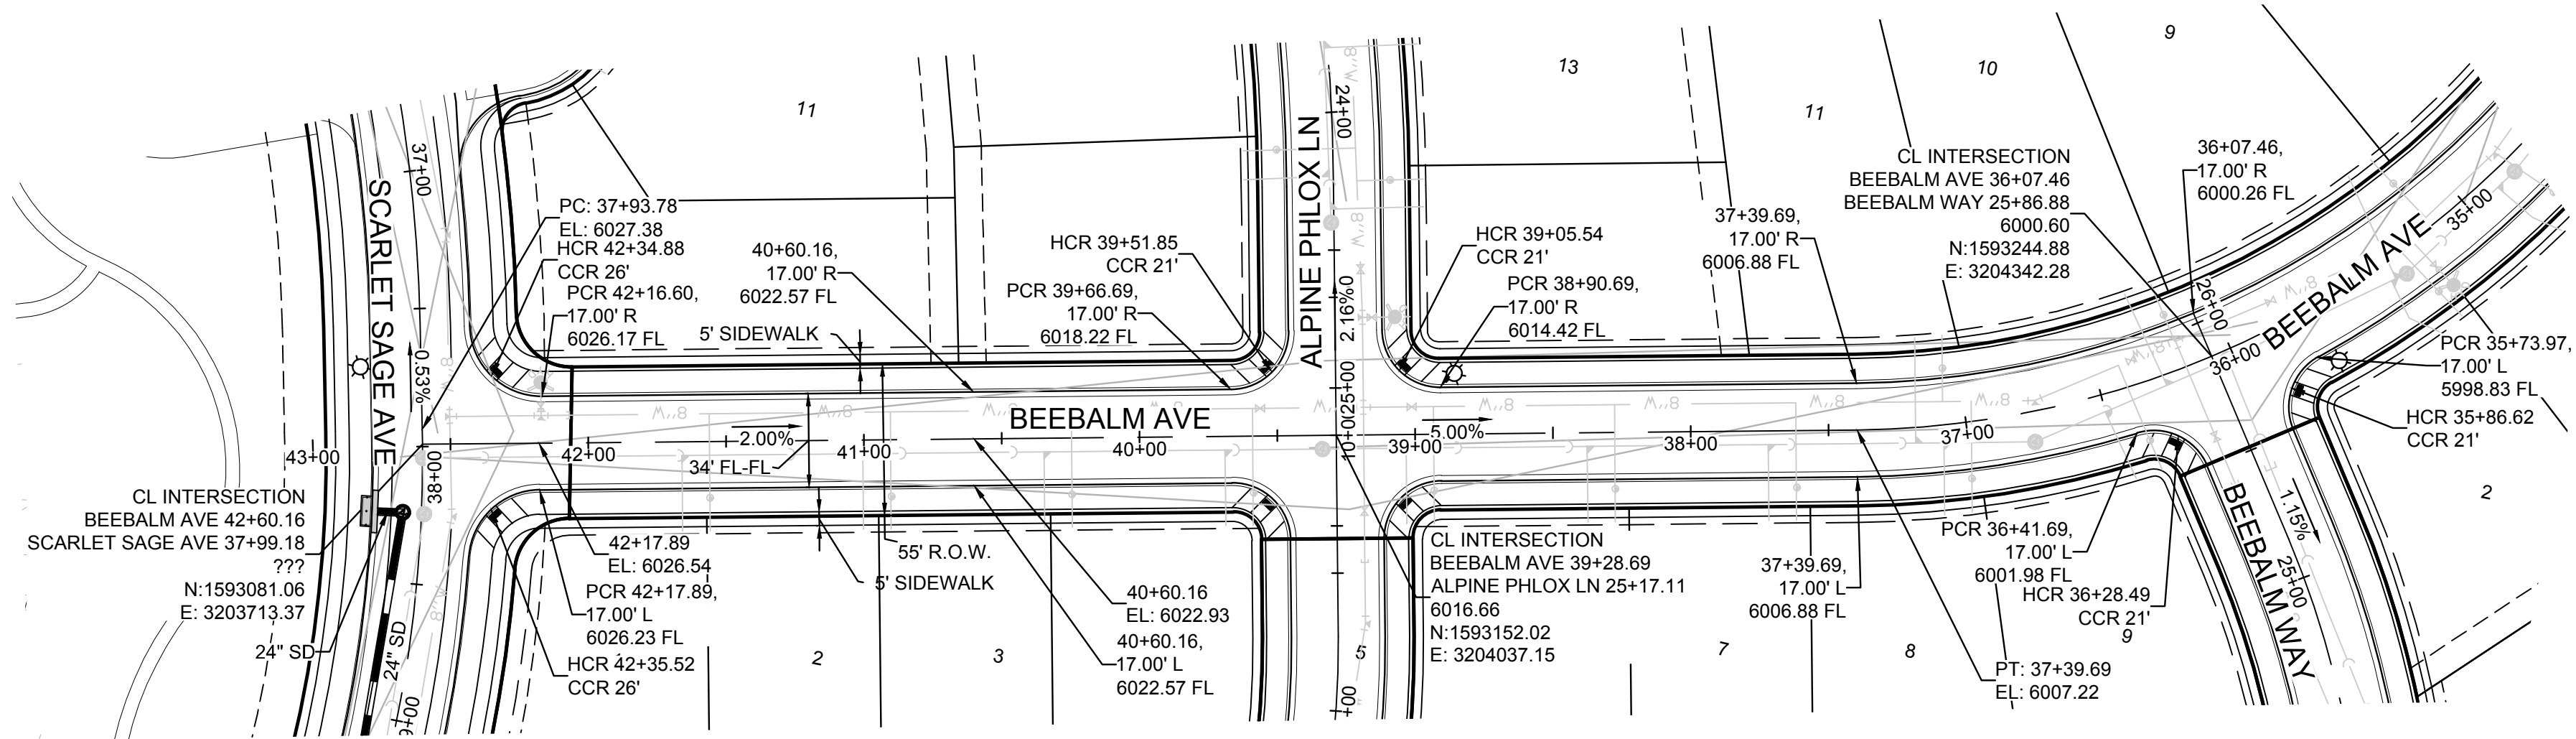 11
13
11
10
9
SCARLET SAGE AVE
37+00
0.53%
38+00
43+00
PC: 37+93.78
EL: 6027.38
HCR 42+34.88
CCR 26'
PCR 42+16.60,
17.00' R
6026.17 FL
40+60.16,
17.00' R
6022.57 FL
5' SIDEWALK
HCR 39+51.85
CCR 21'
PCR 39+66.69,
17.00' R
6018.22 FL
ALPINE PHLOX LN
24+00
2.16%
25+00
8"W
8"W
HCR 39+05.54
CCR 21'
PCR 38+90.69,
17.00' R
6014.42 FL
37+39.69,
17.00' R
6006.88 FL
CL INTERSECTION
BEEBALM AVE 36+07.46
BEEBALM WAY 25+86.88
6000.60
N:1593244.88
E: 3204342.28
36+07.46,
17.00' R
6000.26 FL
35+00
BEEBALM AVE
26+00
36+00
PCR 35+73.97,
17.00' L
5998.83 FL
HCR 35+86.62
CCR 21'
BEEBALM AVE
2.00%
42+00
41+00
40+00
39+00
38+00
37+00
5.00%
34' FL-FL
CL INTERSECTION
BEEBALM AVE 42+60.16
SCARLET SAGE AVE 37+99.18
???
N:1593081.06
E: 3203713.37
24" SD
24" SD
42+17.89
EL: 6026.54
PCR 42+17.89,
17.00' L
6026.23 FL
HCR 42+35.52
CCR 26'
55' R.O.W.
5' SIDEWALK
40+60.16
EL: 6022.93
40+60.16,
17.00' L
6022.57 FL
CL INTERSECTION
BEEBALM AVE 39+28.69
ALPINE PHLOX LN 25+17.11
6016.66
N:1593152.02
E: 3204037.15
37+39.69,
17.00' L
6006.88 FL
PCR 36+41.69,
17.00' L
6001.98 FL
HCR 36+28.49
CCR 21'
PT: 37+39.69
EL: 6007.22
BEEBALM WAY
1.15%
25+00
2
3
5
7
8
9
2